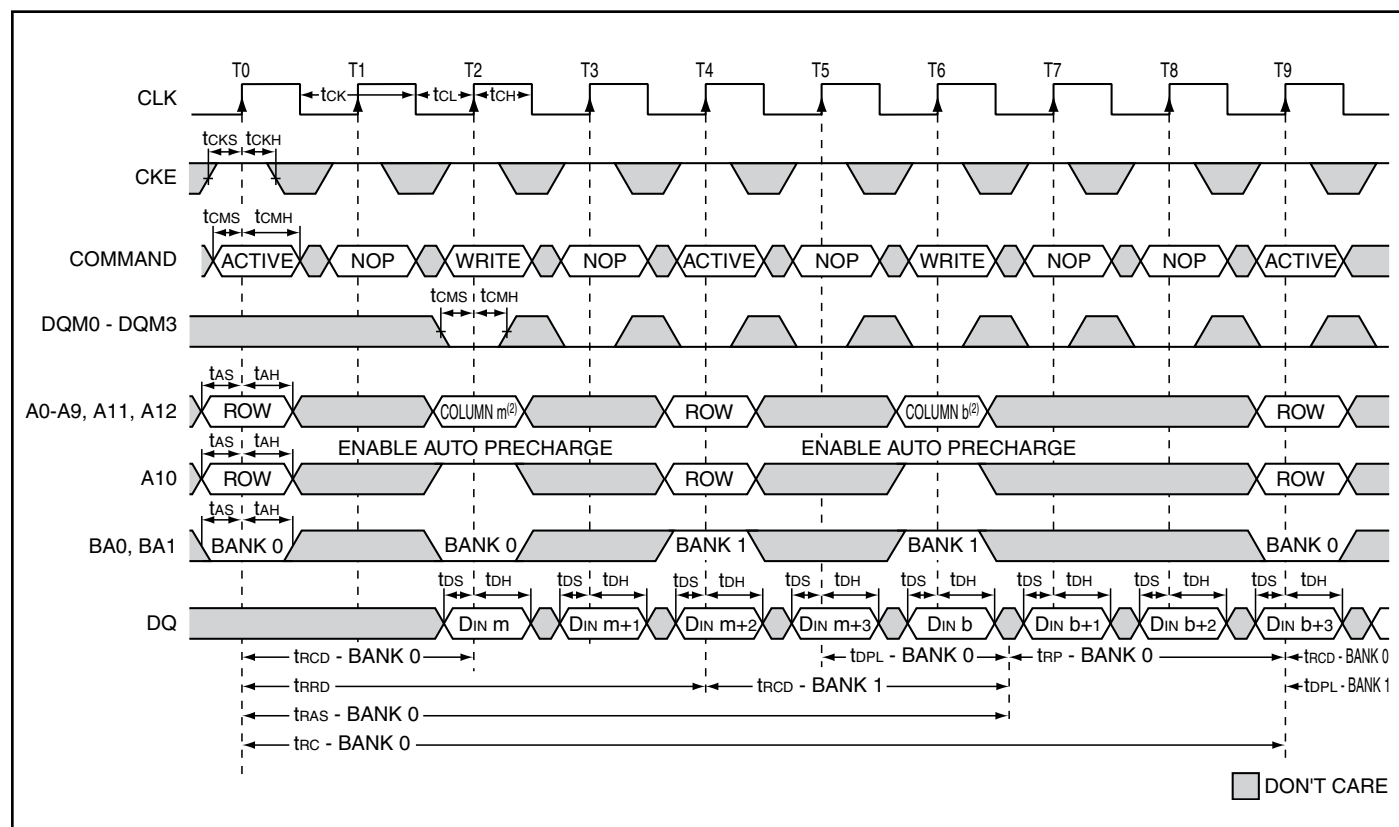 T0 T1 T2 T3 T4 T5 T6 T7 T8 T9
CLK
tCK tCL tCH
tCKS tCKH
CKE
tCMS tCMH
COMMAND ACTIVE NOP WRITE NOP ACTIVE NOP WRITE NOP NOP ACTIVE
tCMS tCMH
DQM0 - DQM3
tAS tAH
A0-A9, A11, A12 ROW COLUMN m(2) ROW COLUMN b(2) ROW
tAS tAH ENABLE AUTO PRECHARGE ENABLE AUTO PRECHARGE
A10 ROW ROW ROW
tAS tAH
BA0, BA1 BANK 0 BANK 0 BANK 1 BANK 1 BANK 0
tDS tDH tDS tDH tDS tDH tDS tDH tDS tDH tDS tDH tDS tDH tDS tDH
DQ DIN m DIN m+1 DIN m+2 DIN m+3 DIN b DIN b+1 DIN b+2 DIN b+3
tRCD - BANK 0 tDPL - BANK 0 tRP - BANK 0 tRCD - BANK 0
tRRD tRCD - BANK 1 tDPL - BANK 1
tRAS - BANK 0
tRC - BANK 0
DON'T CARE